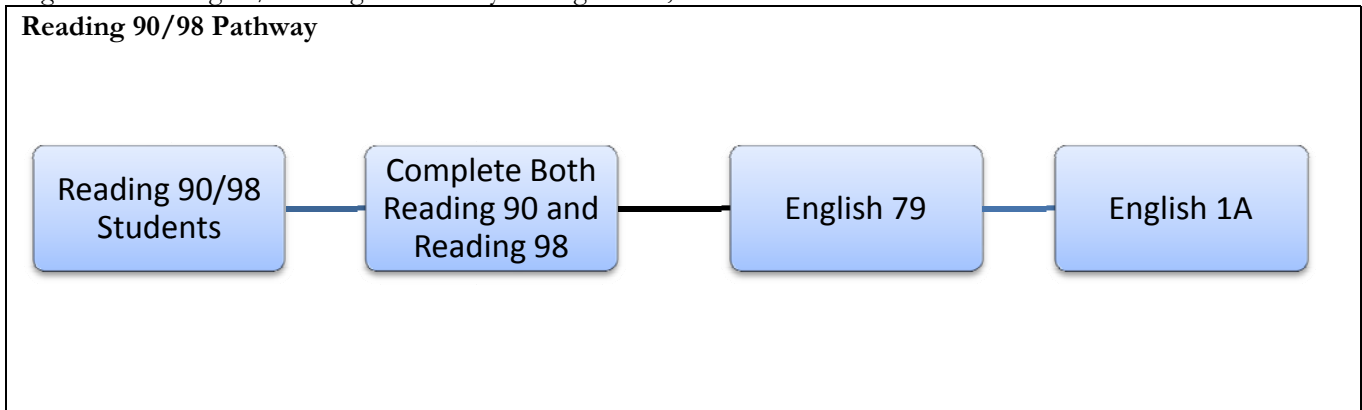 Reading 90/98 Pathway
Reading 90/98
Students
Complete Both
Reading 90 and
Reading 98
English 79
English 1A